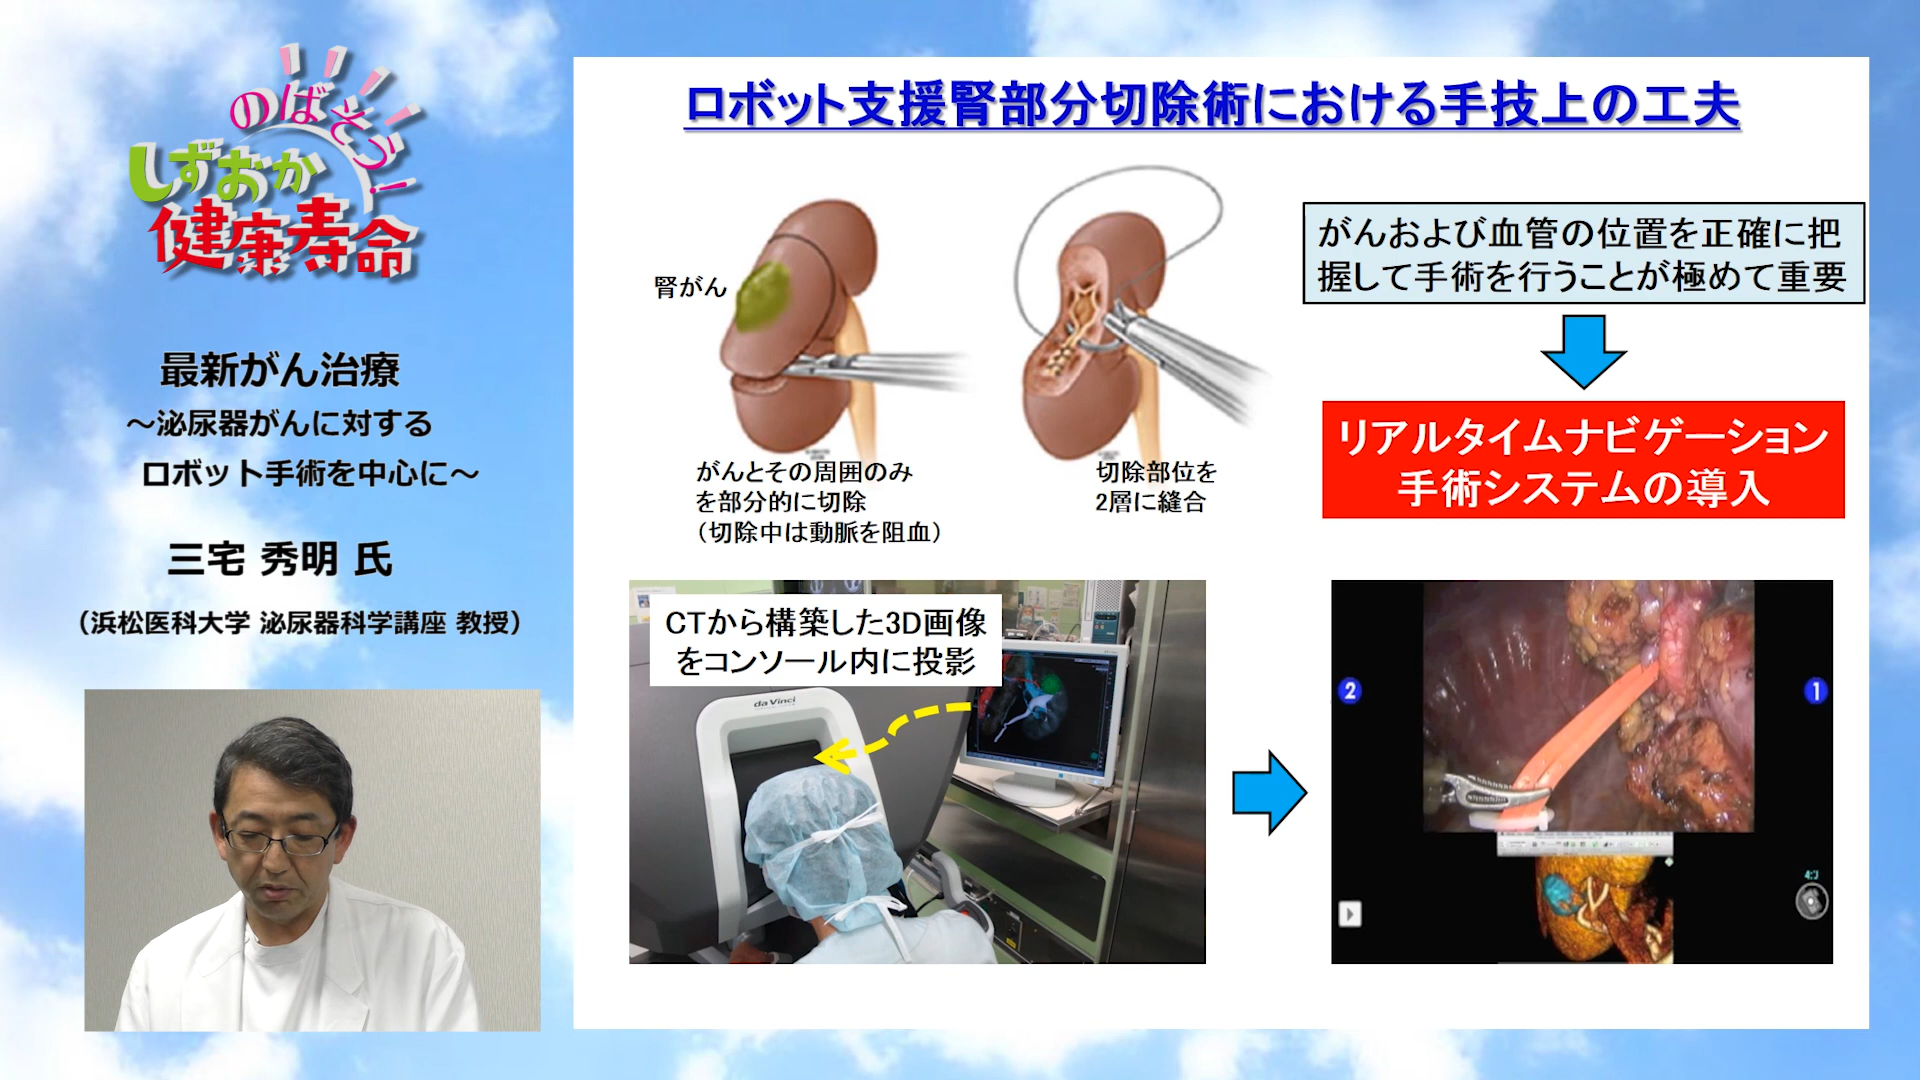 のばそう！
しずおか
健康寿命
最新がん治療
～泌尿器がんに対する
ロボット手術を中心に～
三宅 秀明 氏
（浜松医科大学 泌尿器科学講座 教授）
ロボット支援腎部分切除術における手技上の工夫
腎がん
がんとその周囲のみ
を部分的に切除
（切除中は動脈を阻血）
切除部位を
2層に縫合
がんおよび血管の位置を正確に把
握して手術を行うことが極めて重要
リアルタイムナビゲーション
手術システムの導入
CTから構築した3D画像
をコンソール内に投影
da Vinci
2
1